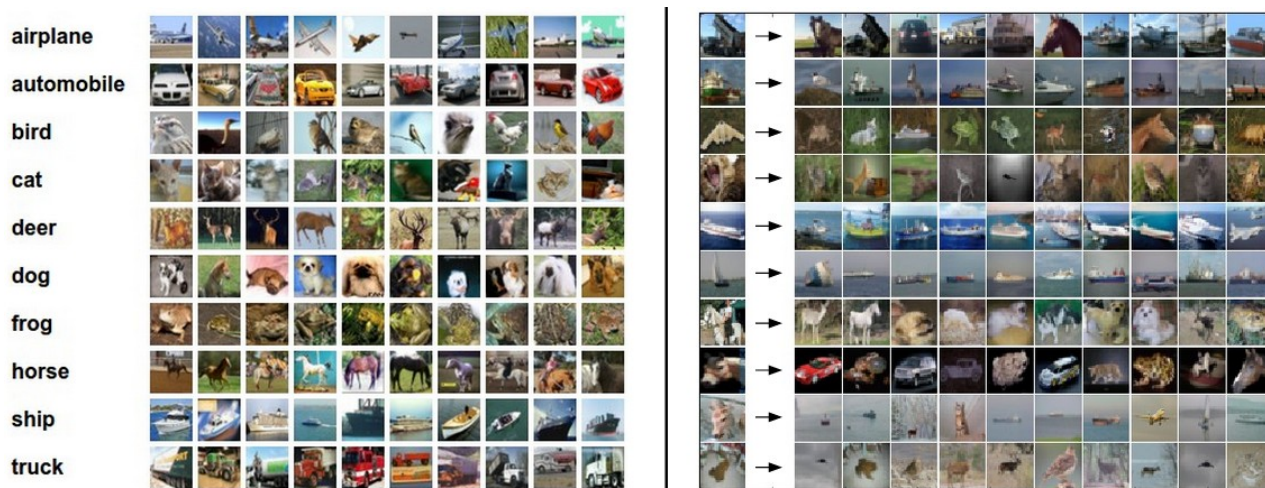 airplane
automobile
bird
cat
deer
dog
frog
horse
ship
truck